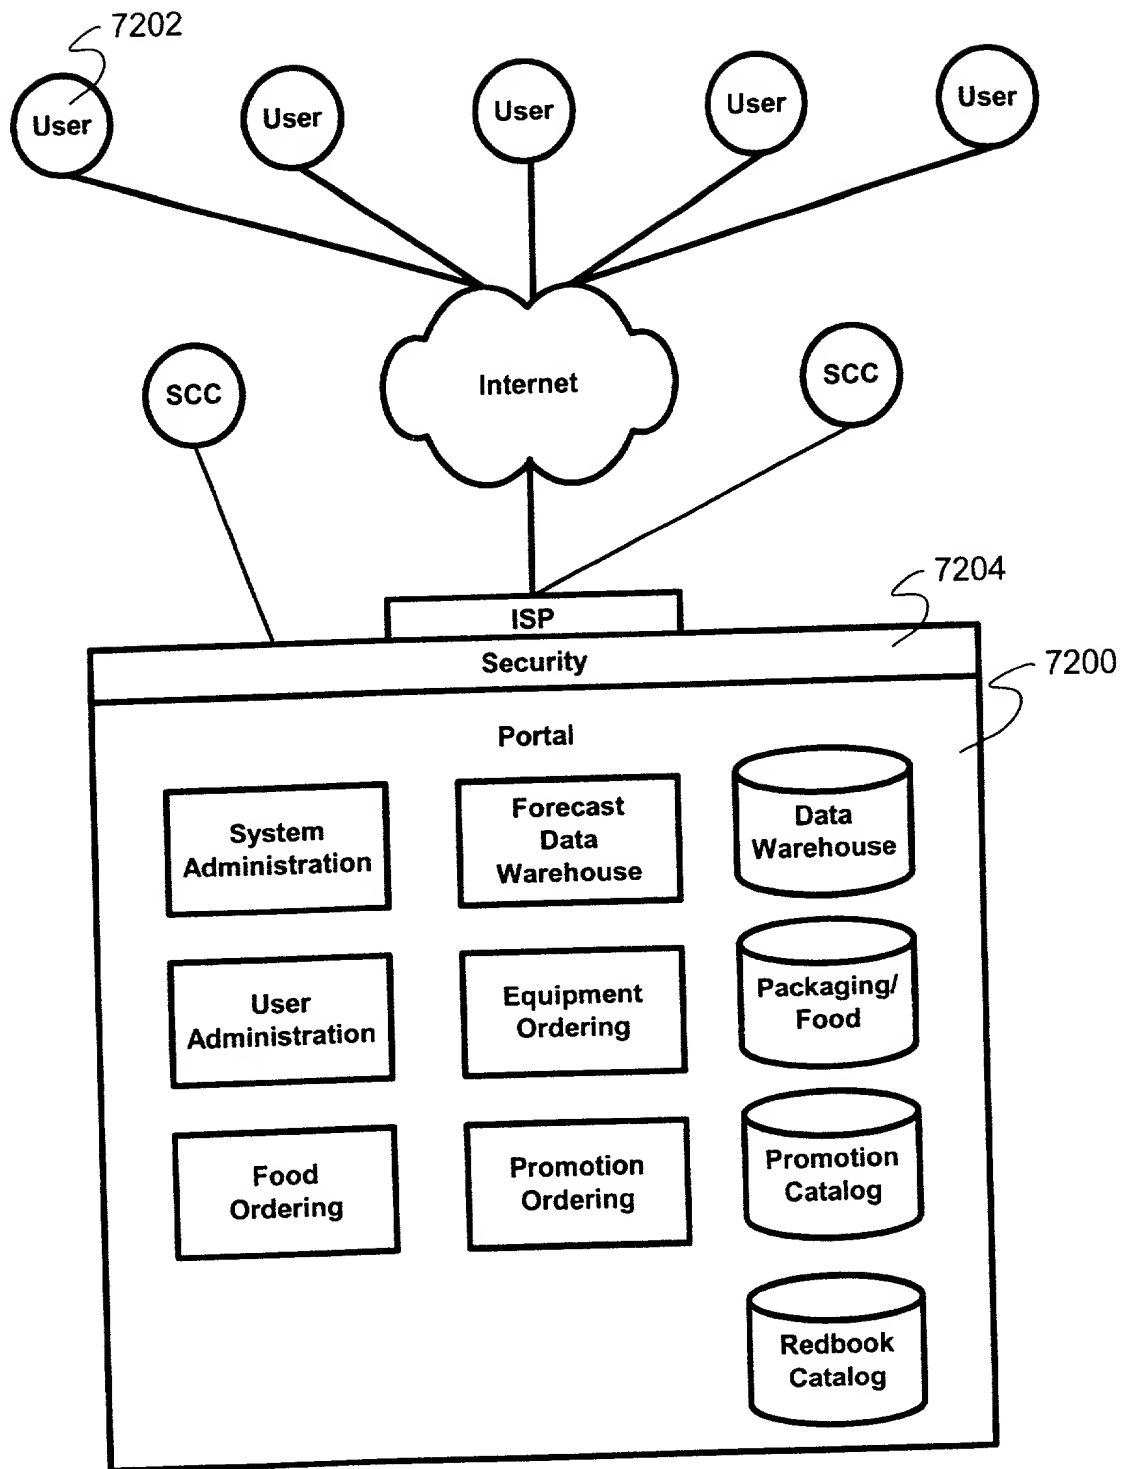 7202
User
User
User
User
User
Internet
SCC
SCC
7204
ISP
Security
7200
Portal
System
Administration
Forecast
Data
Warehouse
Data
Warehouse
User
Administration
Equipment
Ordering
Packaging/
Food
Food
Ordering
Promotion
Ordering
Promotion
Catalog
Redbook
Catalog